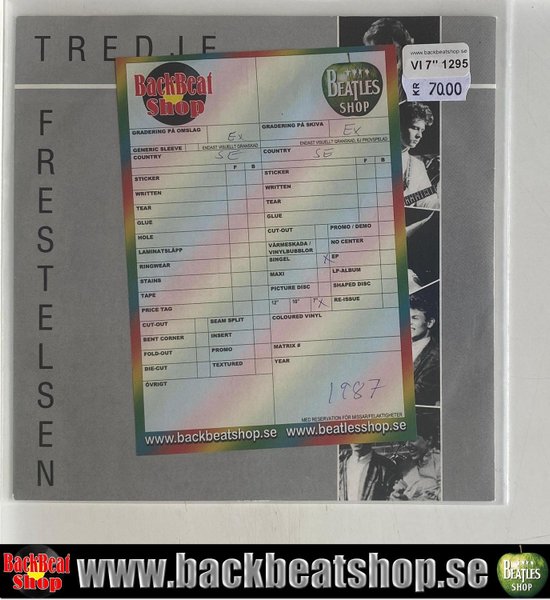 TREDJE
FRESTELSEN
www.backbeatshop.se
VI 7" 1295
KR 70.00
BackBeat
Shop
BEATLES
SHOP
GRADERING PÅ OMSLAG Ex
GRADERING PÅ SKIVA Ex
GENERIC SLEEVE
ENDAST VISUELLT GRANSKAD
ENDAST VISUELLT GRANSKAD, EJ PROVSPELAD
COUNTRY SE
COUNTRY SE
F B
F B
STICKER
WRITTEN
TEAR
GLUE
HOLE
LAMINATSLÄPP
RINGWEAR
STAINS
TAPE
PRICE TAG
CUT-OUT
SEAM SPLIT
BENT CORNER
INSERT
FOLD-OUT
PROMO
DIE-CUT
TEXTURED
ÖVRIGT
STICKER
WRITTEN
TEAR
GLUE
CUT-OUT
PROMO / DEMO
VÄRMESKADA /
VINYLBUBBLOR
NO CENTER
SINGEL X
EP
MAXI
LP-ALBUM
PICTURE DISC
SHAPED DISC
12" 10" 7" X
RE-ISSUE
COLOURED VINYL
MATRIX #
YEAR
1987
MED RESERVATION FÖR MISSAR/FELAKTIGHETER
www.backbeatshop.se www.beatlesshop.se
BackBeat
Shop
www.backbeatshop.se
BEATLES
SHOP